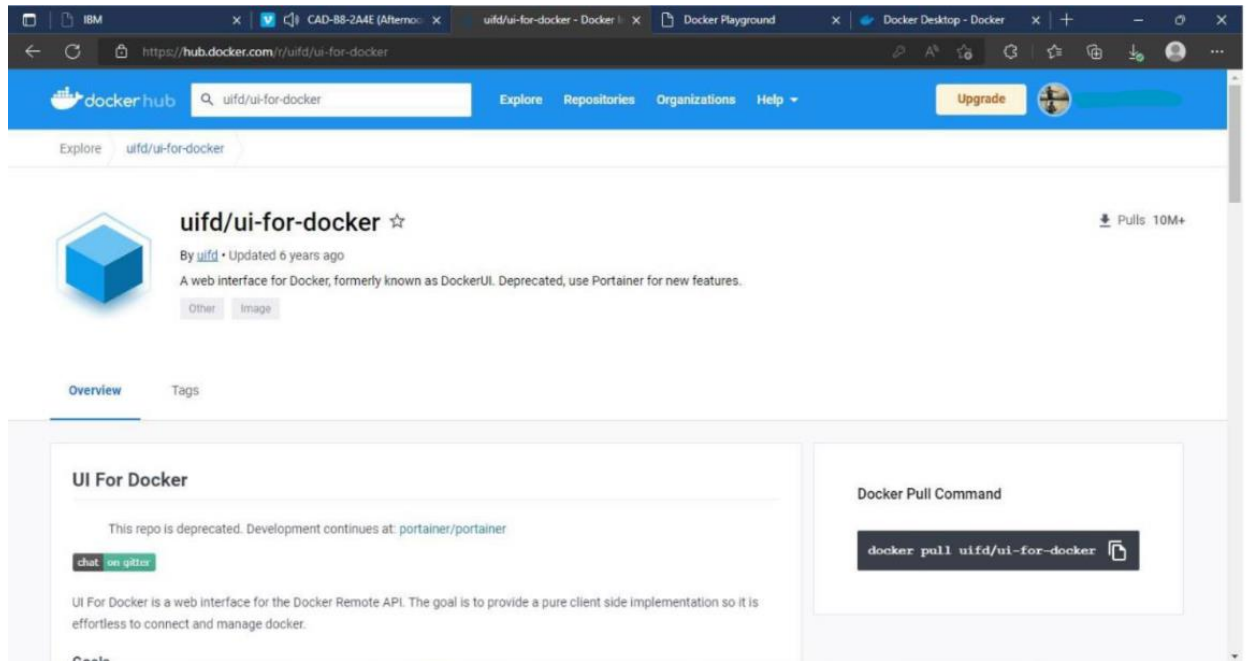 IBM
CAD-B8-2A4E (Afternoo
uifd/ui-for-docker - Docker
Docker Playground
Docker Desktop - Docker
https://hub.docker.com/r/uifd/ui-for-docker
dockerhub
uifd/ui-for-docker
Explore
Repositories
Organizations
Help
Upgrade
Explore
uifd/ui-for-docker
uifd/ui-for-docker
Pulls 10M+
By uifd • Updated 6 years ago
A web interface for Docker, formerly known as DockerUI. Deprecated, use Portainer for new features.
Other
Image
Overview
Tags
UI For Docker
This repo is deprecated. Development continues at: portainer/portainer
chat on gitter
UI For Docker is a web interface for the Docker Remote API. The goal is to provide a pure client side implementation so it is
effortless to connect and manage docker.
Docker Pull Command
docker pull uifd/ui-for-docker